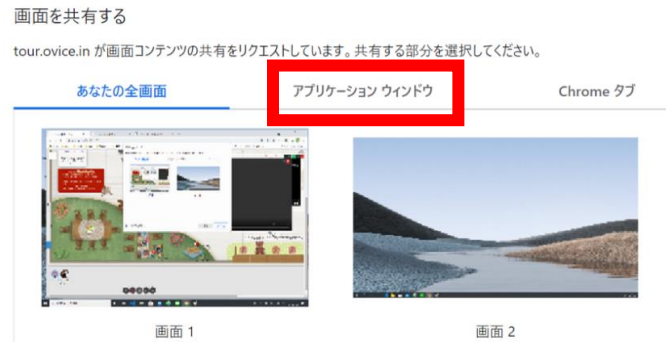 画面を共有する
tour.ovice.in が画面コンテンツの共有をリクエストしています。共有する部分を選択してください。
あなたの全画面 アプリケーション ウィンドウ Chrome タブ
画面 1 画面 2